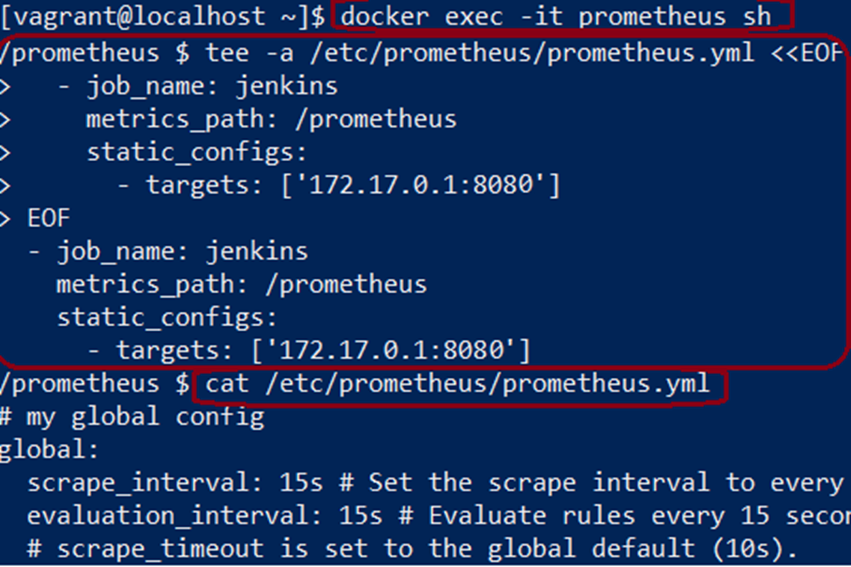 [vagrant@localhost ~]$ docker exec -it prometheus sh
/prometheus $ tee -a /etc/prometheus/prometheus.yml <<EOF
>   - job_name: jenkins
>     metrics_path: /prometheus
>     static_configs:
>       - targets: ['172.17.0.1:8080']
> EOF
  - job_name: jenkins
    metrics_path: /prometheus
    static_configs:
      - targets: ['172.17.0.1:8080']
/prometheus $ cat /etc/prometheus/prometheus.yml
# my global config
global:
  scrape_interval: 15s # Set the scrape interval to every
  evaluation_interval: 15s # Evaluate rules every 15 secon
  # scrape_timeout is set to the global default (10s).